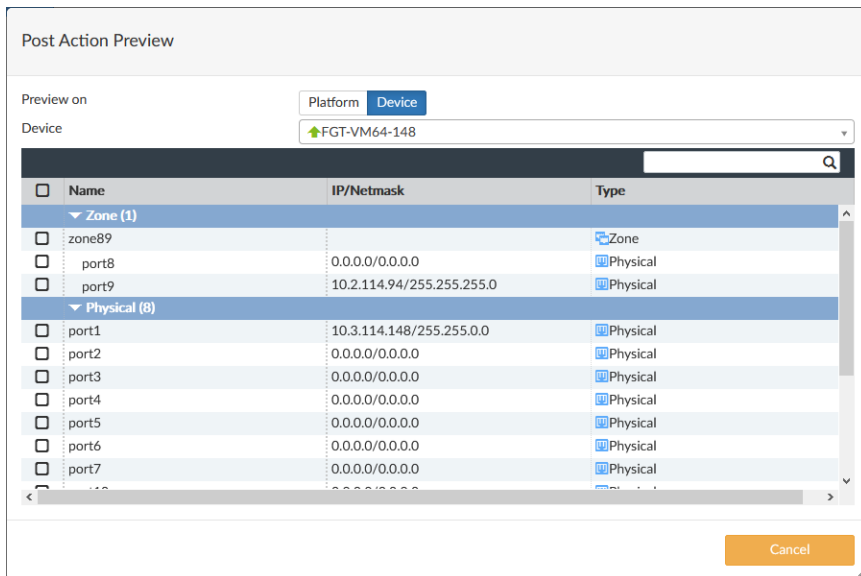 Post Action Preview
Preview on Platform Device
Device FGT-VM64-148
Name IP/Netmask Type
Zone (1)
zone89 Zone
port8 0.0.0.0/0.0.0.0 Physical
port9 10.2.114.94/255.255.255.0 Physical
Physical (8)
port1 10.3.114.148/255.255.0.0 Physical
port2 0.0.0.0/0.0.0.0 Physical
port3 0.0.0.0/0.0.0.0 Physical
port4 0.0.0.0/0.0.0.0 Physical
port5 0.0.0.0/0.0.0.0 Physical
port6 0.0.0.0/0.0.0.0 Physical
port7 0.0.0.0/0.0.0.0 Physical
Cancel